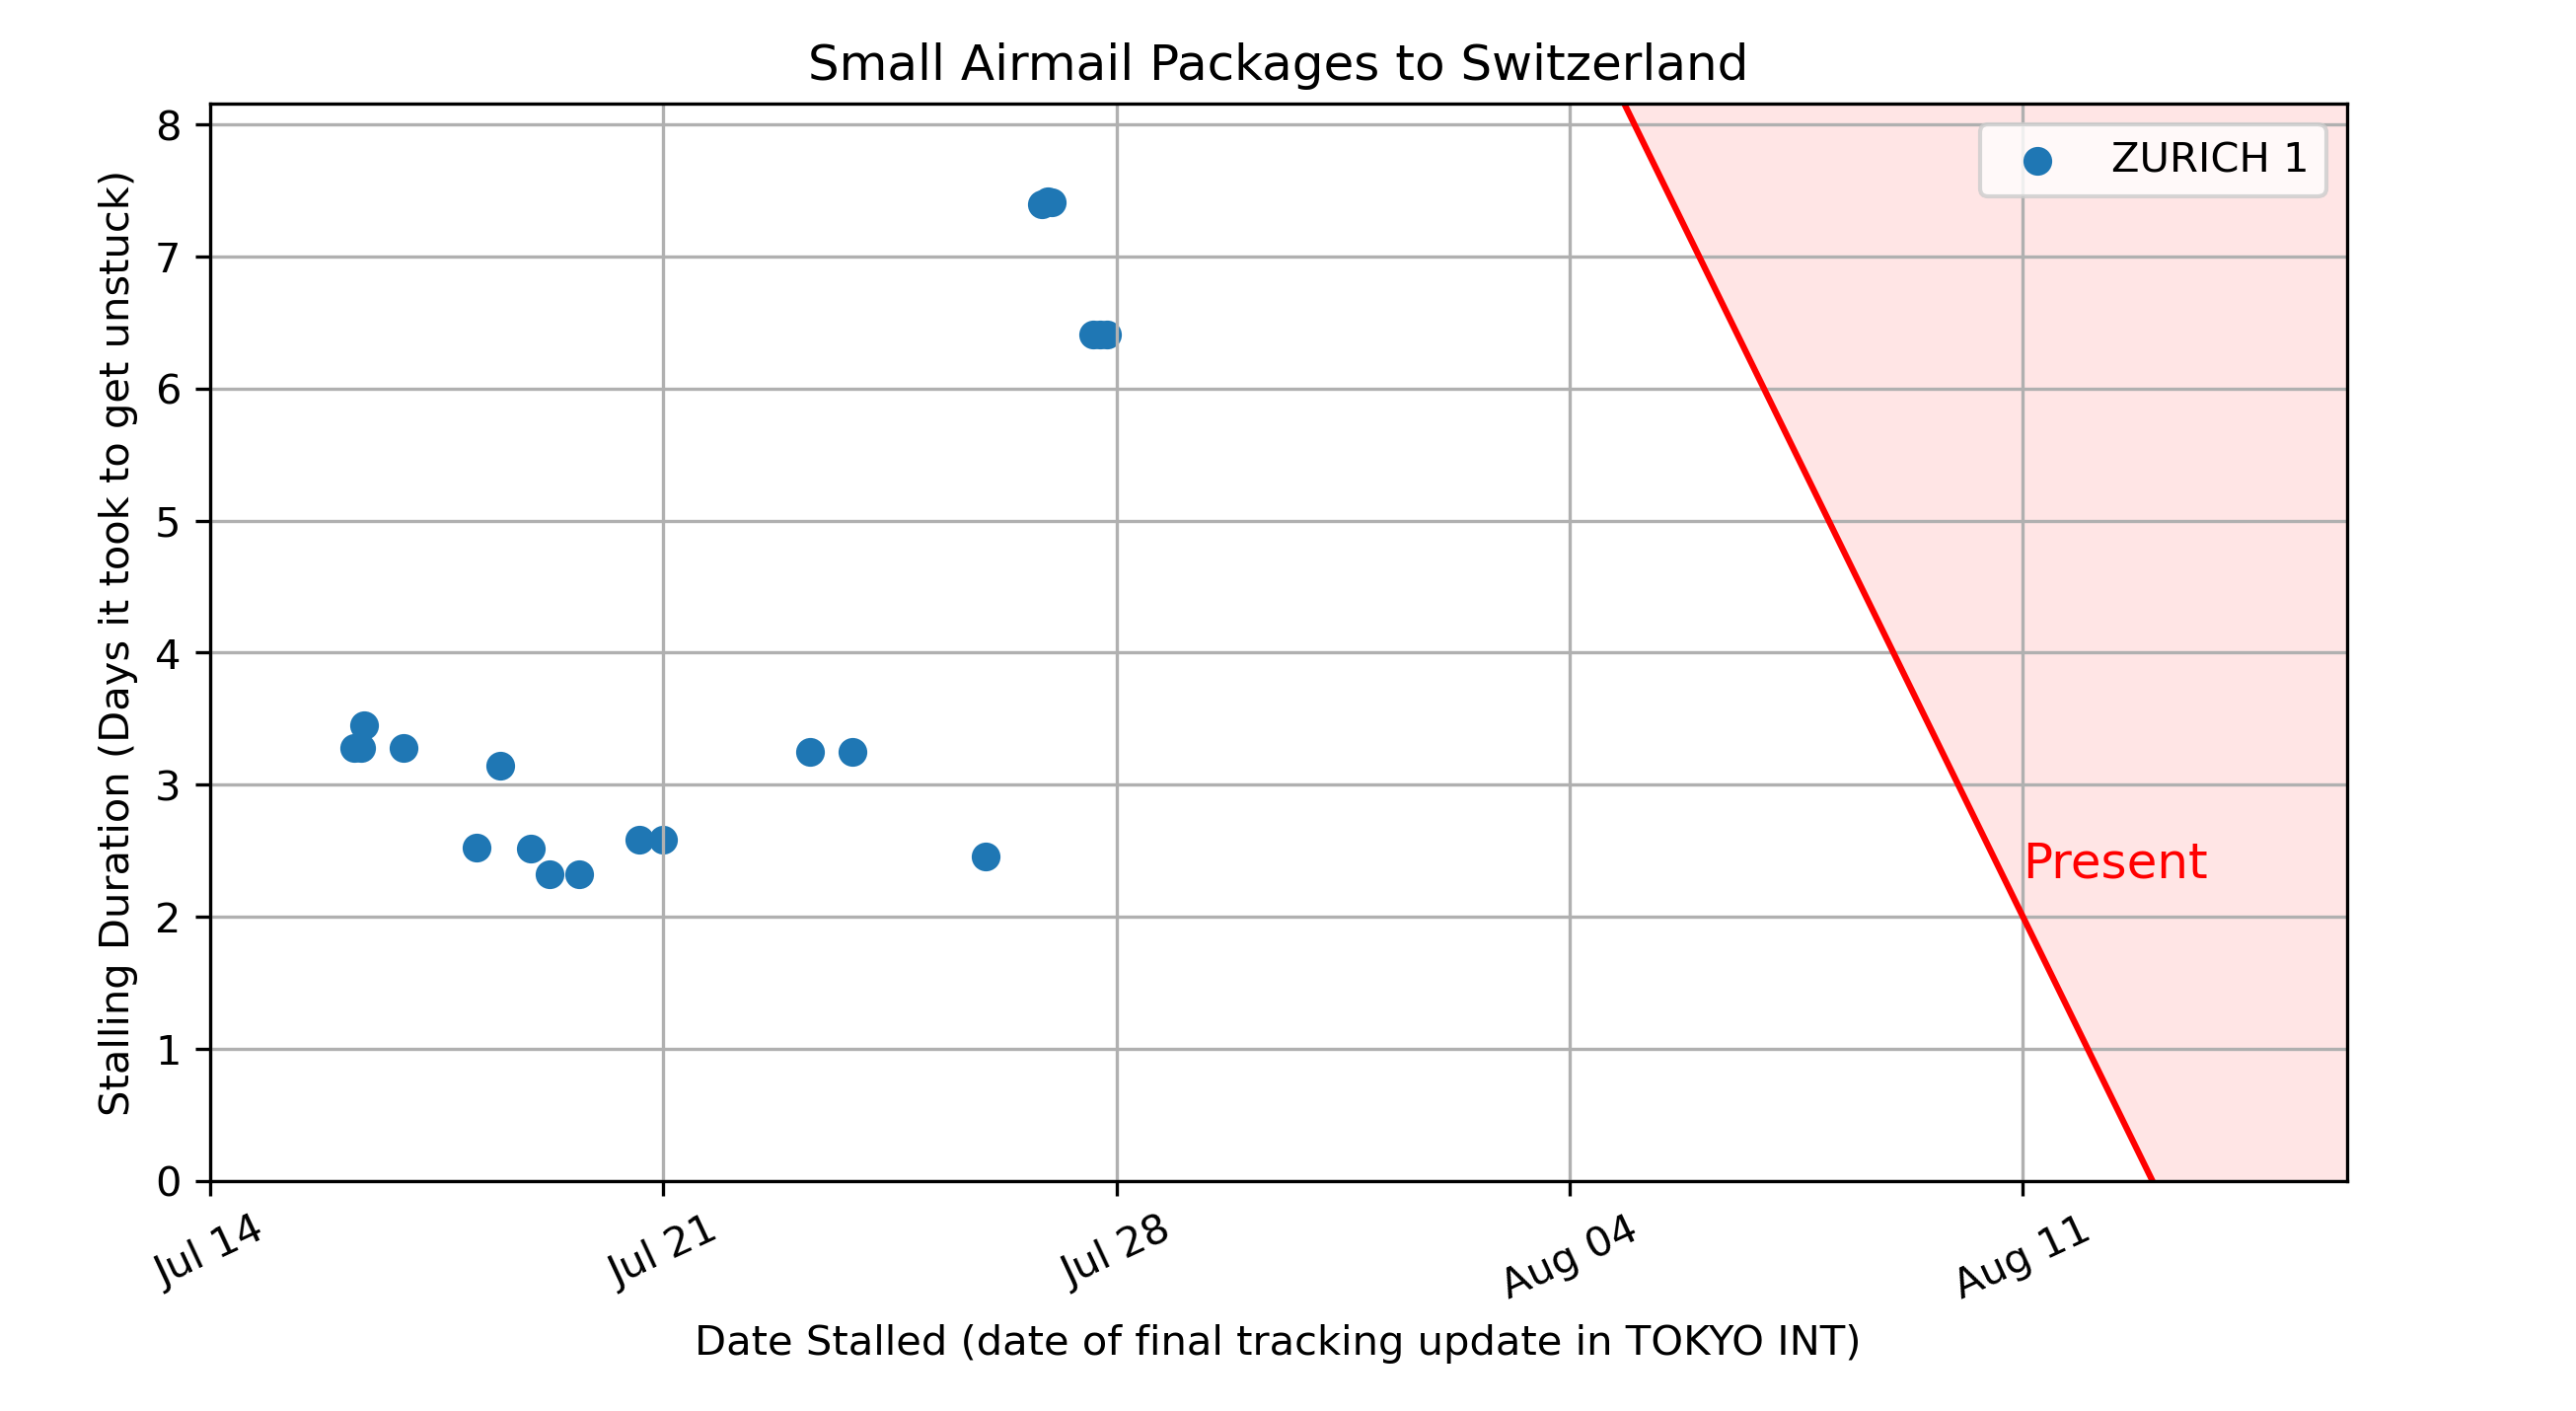 Small Airmail Packages to Switzerland
Stalling Duration (Days it took to get unstuck)
8
7
6
5
4
3
2
1
0
ZURICH 1
Present
Jul 14
Jul 21
Jul 28
Aug 04
Aug 11
Date Stalled (date of final tracking update in TOKYO INT)